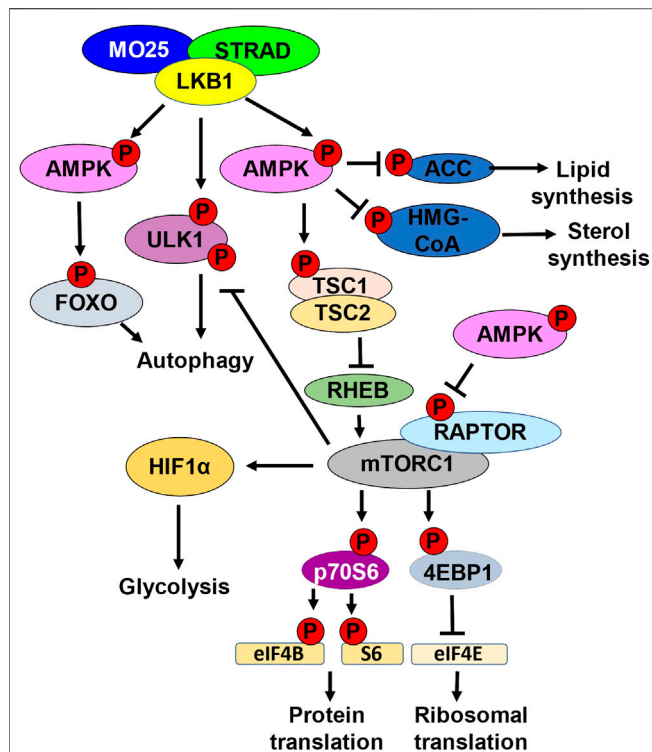 MO25
STRAD
LKB1
AMPK
P
AMPK
P
P
ACC
Lipid
synthesis
P
ULK1
P
P
HMG-
CoA
Sterol
synthesis
P
FOXO
P
TSC1
TSC2
AMPK
P
Autophagy
RHEB
P
RAPTOR
mTORC1
HIF1α
Glycolysis
P
p70S6
P
4EBP1
P
eIF4B
P
S6
eIF4E
Protein
translation
Ribosomal
translation